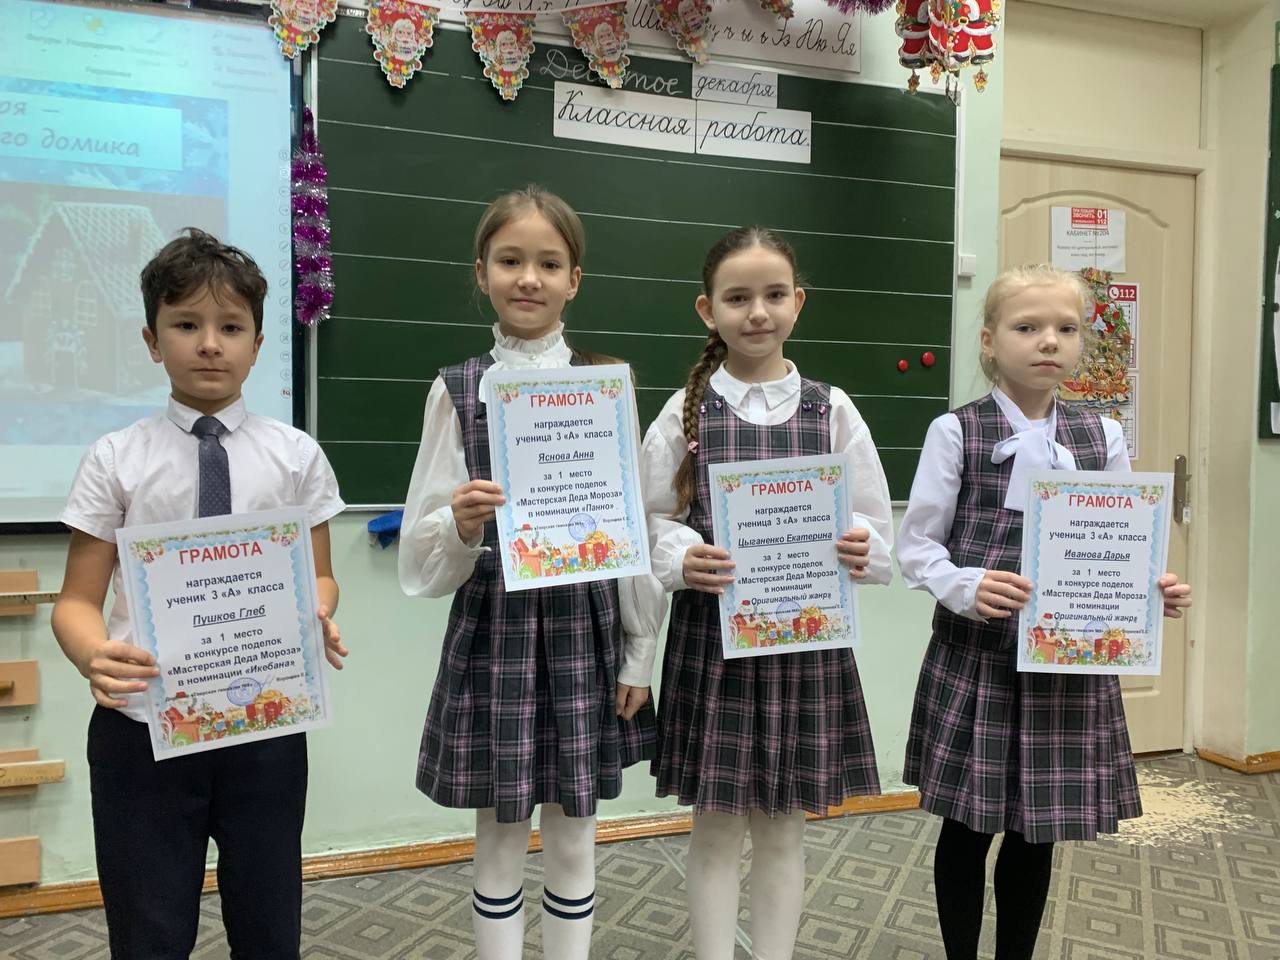 Десятое декабря
Классная работа.
го домика
КАБИНЕТ №204
ЗВОНИТЬ
01
112
112
ГРАМОТА
награждается
ученик 3 «А» класса
Пушков Глеб
за 1 место
в конкурсе поделок
«Мастерская Деда Мороза»
в номинации «Икебана»
ГРАМОТА
награждается
ученица 3 «А» класса
Яснова Анна
за 1 место
в конкурсе поделок
«Мастерская Деда Мороза»
в номинации «Панно»
ГРАМОТА
награждается
ученица 3 «А» класса
Цыганенко Екатерина
за 2 место
в конкурсе поделок
«Мастерская Деда Мороза»
в номинации
«Оригинальный жанр»
ГРАМОТА
награждается
ученица 3 «А» класса
Иванова Дарья
за 1 место
в конкурсе поделок
«Мастерская Деда Мороза»
в номинации
«Оригинальный жанр»